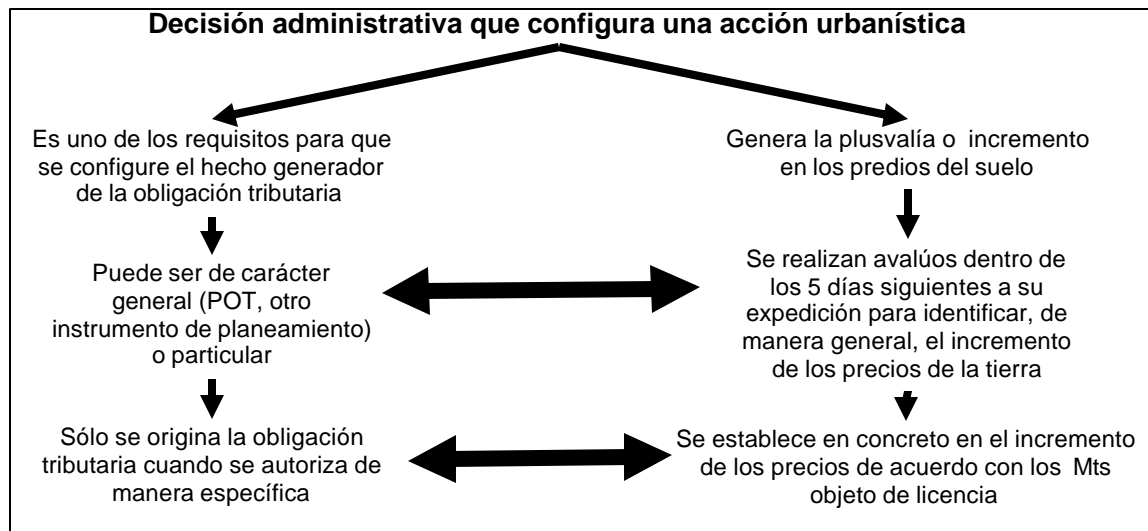 Decisión administrativa que configura una acción urbanística
Es uno de los requisitos para que
se configure el hecho generador
de la obligación tributaria
Puede ser de carácter
general (POT, otro
instrumento de planeamiento)
o particular
Sólo se origina la obligación
tributaria cuando se autoriza de
manera específica
Genera la plusvalía o incremento
en los predios del suelo
Se realizan avalúos dentro de
los 5 días siguientes a su
expedición para identificar, de
manera general, el incremento
de los precios de la tierra
Se establece en concreto en el incremento
de los precios de acuerdo con los Mts
objeto de licencia